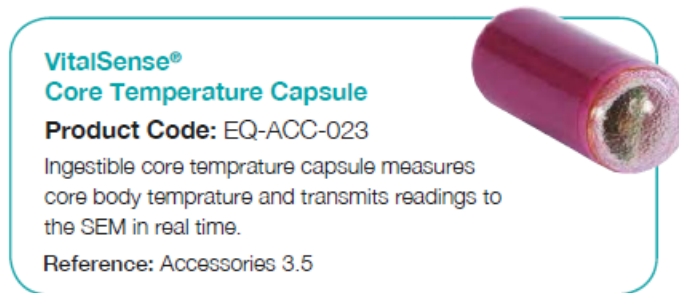 VitalSense®
Core Temperature Capsule
Product Code: EQ-ACC-023
Ingestible core temprature capsule measures
core body temprature and transmits readings to
the SEM in real time.
Reference: Accessories 3.5